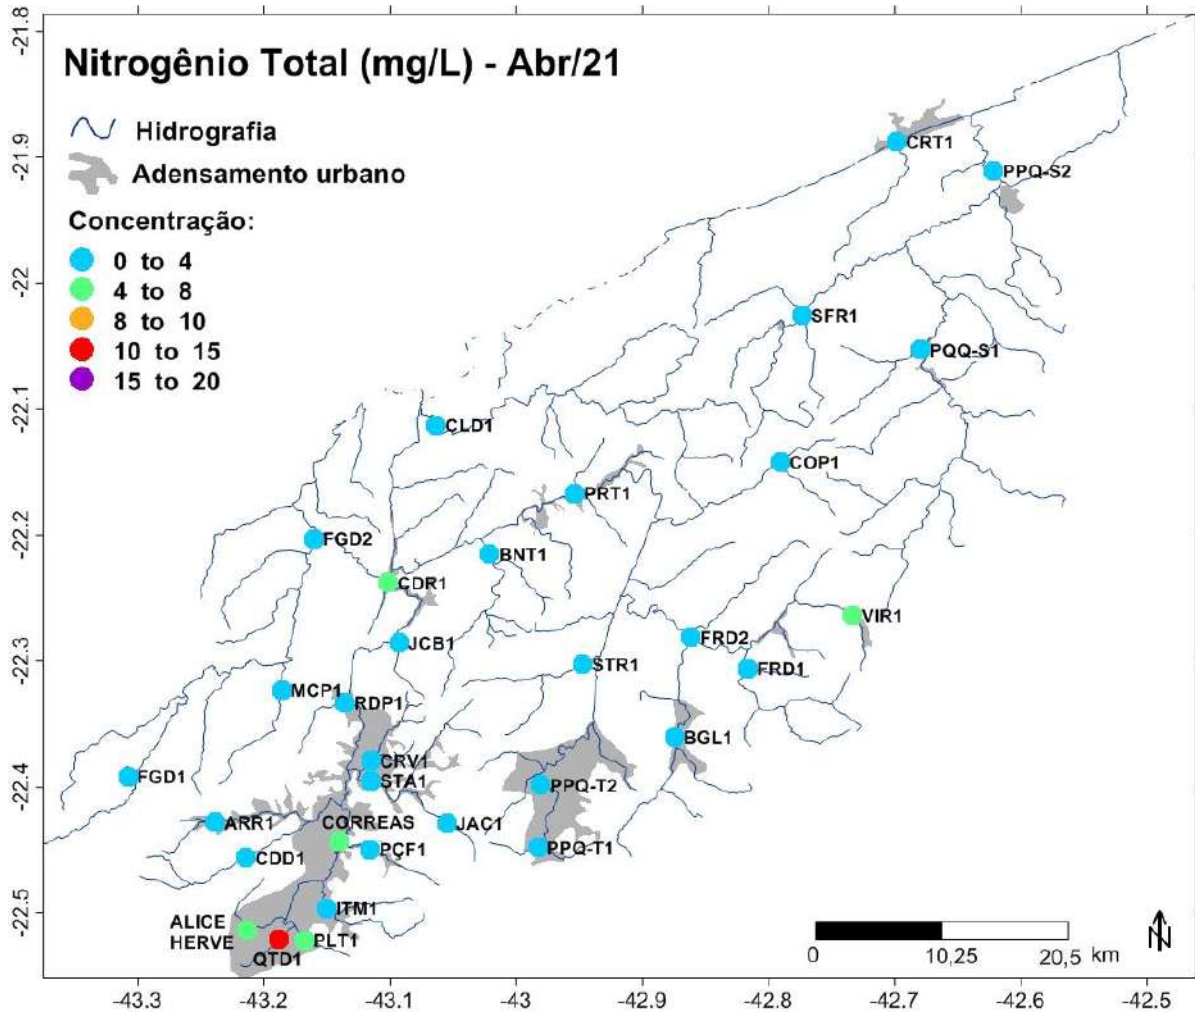 Nitrogênio Total (mg/L) - Abr/21
Hidrografia
Adensamento urbano
Concentração:
0 to 4
4 to 8
8 to 10
10 to 15
15 to 20
CRT1
PPQ-S2
SFR1
PQQ-S1
CLD1
COP1
PRT1
FGD2
BNT1
CDR1
VIR1
JCB1
FRD2
STR1
FRD1
MCP1
RDP1
BGL1
CRV1
FGD1
STA1
PPQ-T2
ARR1
CORREAS
JAC1
CDD1
PÇF1
PPQ-T1
ITM1
ALICE
HERVE
PLT1
QTD1
0
10,25
20,5
km
N
-21.8
-21.9
-22
-22.1
-22.2
-22.3
-22.4
-22.5
-43.3
-43.2
-43.1
-43
-42.9
-42.8
-42.7
-42.6
-42.5